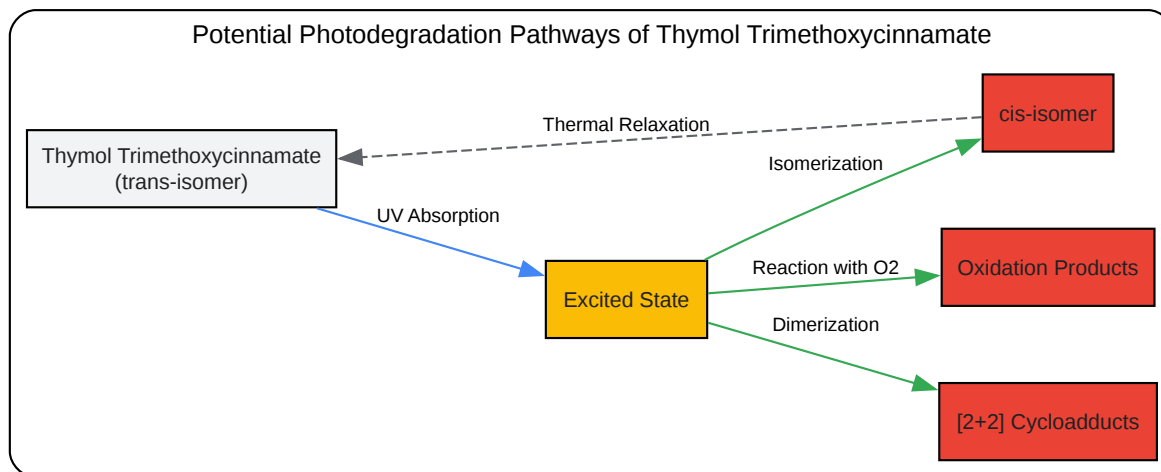 Potential Photodegradation Pathways of Thymol Trimethoxycinnamate
cis-isomer
Thermal Relaxation
Thymol Trimethoxycinnamate
(trans-isomer)
Isomerization
UV Absorption
Reaction with O2
Oxidation Products
Excited State
Dimerization
[2+2] Cycloadducts